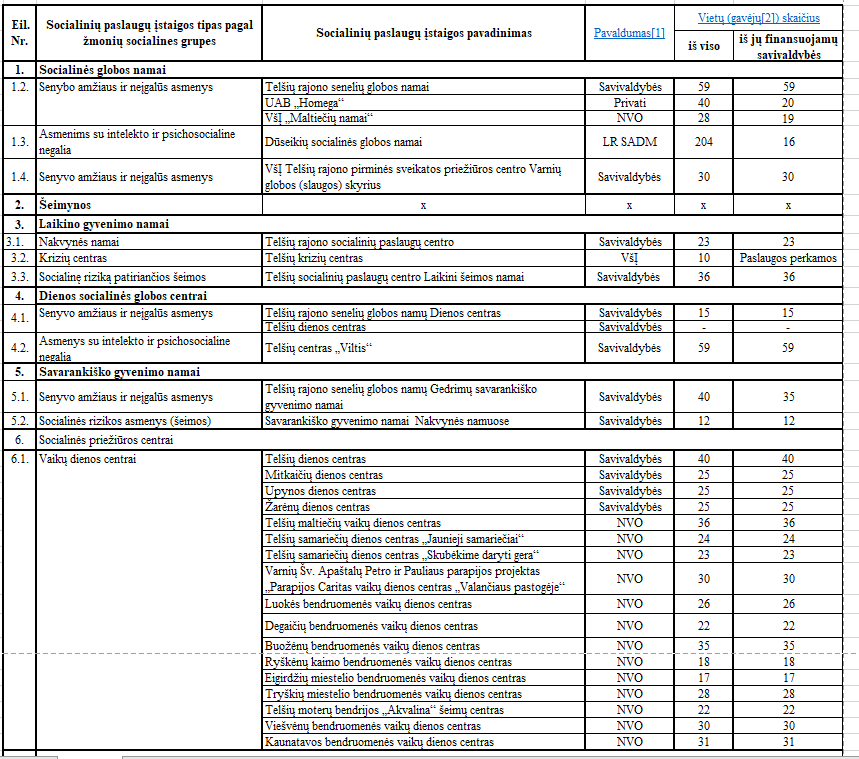 Eil. Nr. Socialinių paslaugų įstaigos tipas pagal žmonių socialines grupes Socialinių paslaugų įstaigos pavadinimas Pavaldumas[1] Vietų (gavėjų[2]) skaičius
iš viso iš jų finansuojamų savivaldybės
1. Socialinės globos namai
1.2. Senybo amžiaus ir neįgalūs asmenys Telšių rajono senelių globos namai Savivaldybės 59 59
UAB „Homega“ Privati 40 20
VšĮ „Maltiečių namai“ NVO 28 19
1.3. Asmenims su intelekto ir psichosocialine negalia Dūseikių socialinės globos namai LR SADM 204 16
1.4. Senyvo amžiaus ir neįgalūs asmenys VšĮ Telšių rajono pirminės sveikatos priežiūros centro Varnių globos (slaugos) skyrius Savivaldybės 30 30
2. Šeimynos x x x x
3. Laikino gyvenimo namai
3.1. Nakvynės namai Telšių rajono socialinių paslaugų centro Savivaldybės 23 23
3.2. Krizių centras Telšių krizių centras VšĮ 10 Paslaugos perkamos
3.3. Socialinę riziką patiriančios šeimos Telšių socialinių paslaugų centro Laikini šeimos namai Savivaldybės 36 36
4. Dienos socialinės globos centrai
4.1. Senyvo amžiaus ir neįgalūs asmenys Telšių rajono senelių globos namų Dienos centras Savivaldybės 15 15
Telšių dienos centras Savivaldybės - -
4.2. Asmenys su intelekto ir psichosocialine negalia Telšių centras „Viltis“ Savivaldybės 59 59
5. Savarankiško gyvenimo namai
5.1. Senyvo amžiaus ir neįgalūs asmenys Telšių rajono senelių globos namų Gedrimų savarankiško gyvenimo namai Savivaldybės 40 35
5.2. Socialinės rizikos asmenys (šeimos) Savarankiško gyvenimo namai Nakvynės namuose Savivaldybės 12 12
6. Socialinės priežiūros centrai
6.1. Vaikų dienos centrai Telšių dienos centras Savivaldybės 40 40
Mitkaičių dienos centras Savivaldybės 25 25
Upynos dienos centras Savivaldybės 25 25
Žarėnų dienos centras Savivaldybės 25 25
Telšių maltiečių vaikų dienos centras NVO 36 36
Telšių samariečių dienos centras „Jaunieji samariečiai“ NVO 24 24
Telšių samariečių dienos centras „Skubėkime daryti gera“ NVO 23 23
Varnių Šv. Apaštalų Petro ir Pauliaus parapijos projektas „Parapijos Caritas vaikų dienos centras „Valančiaus pastogėje“ NVO 30 30
Luokės bendruomenės vaikų dienos centras NVO 26 26
Degaičių bendruomenės vaikų dienos centras NVO 22 22
Buožėnų bendruomenės vaikų dienos centras NVO 35 35
Ryškėnų kaimo bendruomenės vaikų dienos centras NVO 18 18
Eigirdžių miestelio bendruomenės vaikų dienos centras NVO 17 17
Tryškių miestelio bendruomenės vaikų dienos centras NVO 28 28
Telšių moterų bendrijos „Akvalina“ šeimų centras NVO 22 22
Viešvėnų bendruomenės vaikų dienos centras NVO 30 30
Kaunatavos bendruomenės vaikų dienos centras NVO 31 31